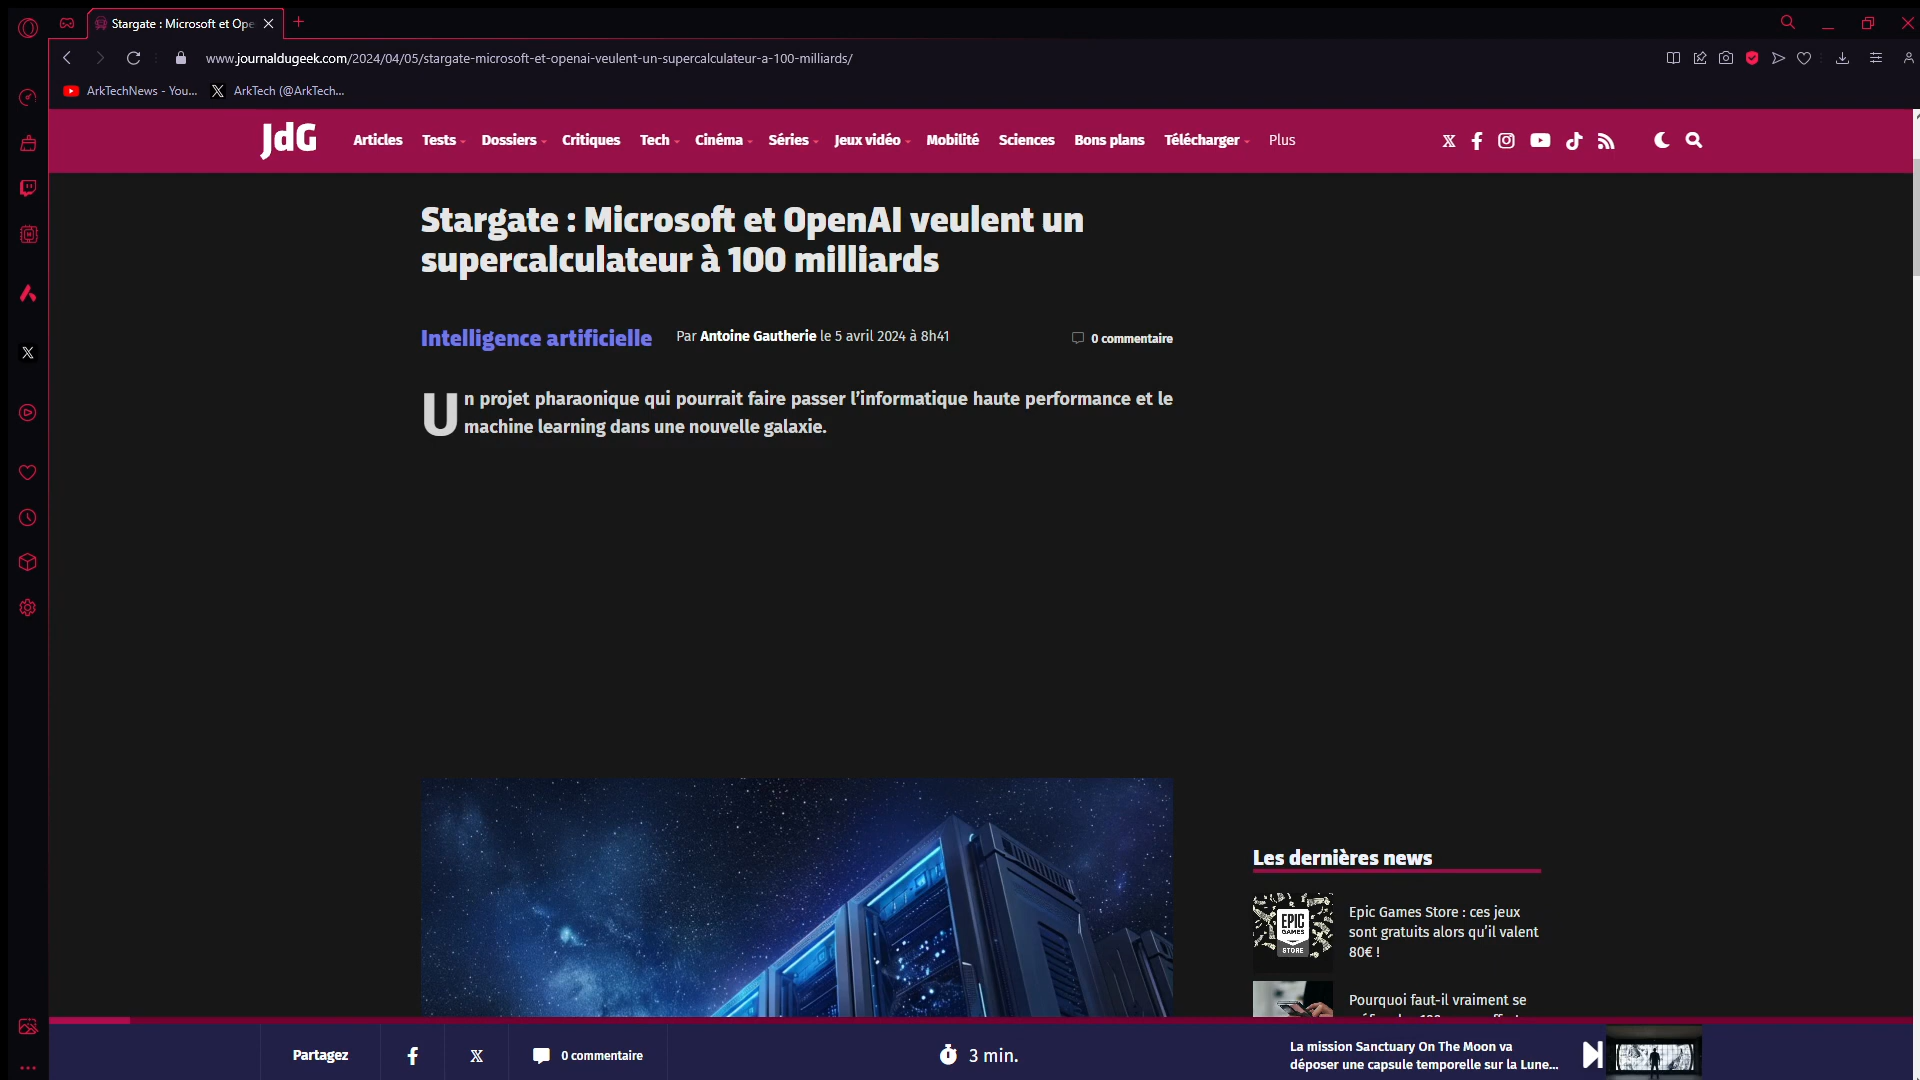 Stargate : Microsoft et Ope
www.journaldugeek.com/2024/04/05/stargate-microsoft-et-openai-veulent-un-supercalculateur-a-100-milliards/
ArkTechNews - You... ArkTech (@ArkTech...
JdG Articles Tests Dossiers Critiques Tech Cinéma Séries Jeux vidéo Mobilité Sciences Bons plans Télécharger Plus
Stargate : Microsoft et OpenAI veulent un
supercalculateur à 100 milliards
Intelligence artificielle Par Antoine Gautherie le 5 avril 2024 à 8h41 0 commentaire
Un projet pharaonique qui pourrait faire passer l’informatique haute performance et le
machine learning dans une nouvelle galaxie.
Les dernières news
EPIC
GAMES
STORE
Epic Games Store : ces jeux
sont gratuits alors qu’il valent
80€ !
Pourquoi faut-il vraiment se
Partagez 0 commentaire 3 min.
La mission Sanctuary On The Moon va
déposer une capsule temporelle sur la Lune...